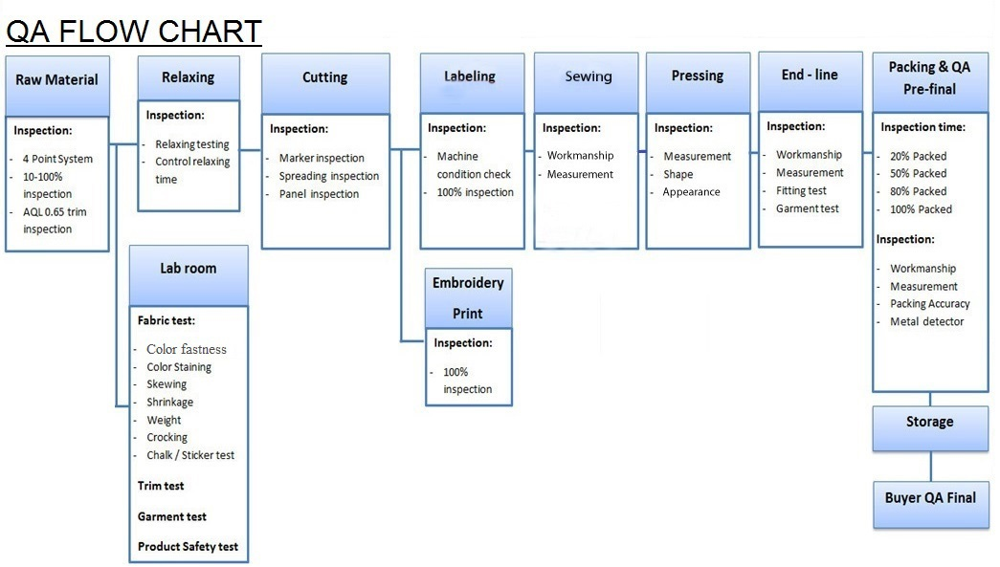 QA FLOW CHART
Raw Material
Inspection:
- 4 Point System
- 10-100%
inspection
- AQL 0.65 trim
inspection
Relaxing
Inspection:
- Relaxing testing
- Control relaxing
time
Lab room
Fabric test:
- Color fastness
- Color Staining
- Skewing
- Shrinkage
- Weight
- Crocking
- Chalk / Sticker test
Trim test
Garment test
Product Safety test
Cutting
Inspection:
- Marker inspection
- Spreading inspection
- Panel inspection
Labeling
Inspection:
- Machine
condition check
- 100% inspection
Embroidery
Print
Inspection:
- 100%
inspection
Sewing
Inspection:
- Workmanship
- Measurement
Pressing
Inspection:
- Measurement
- Shape
- Appearance
End - line
Inspection:
- Workmanship
- Measurement
- Fitting test
- Garment test
Packing & QA
Pre-final
Inspection time:
- 20% Packed
- 50% Packed
- 80% Packed
- 100% Packed
Inspection:
- Workmanship
- Measurement
- Packing Accuracy
- Metal detector
Storage
Buyer QA Final